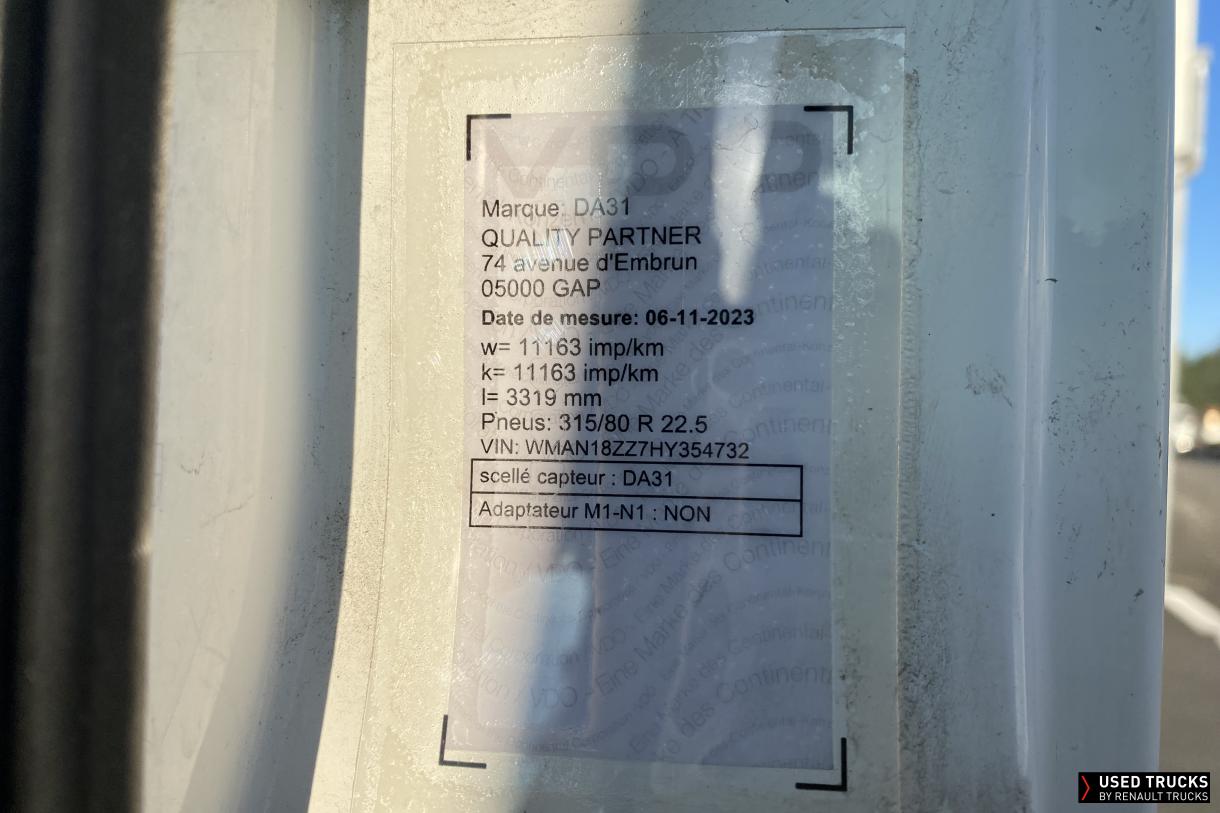 VDO
Marque: DA31
QUALITY PARTNER
74 avenue d'Embrun
05000 GAP
Date de mesure: 06-11-2023
w= 11163 imp/km
k= 11163 imp/km
l= 3319 mm
Pneus: 315/80 R 22.5
VIN: WMAN18ZZ7HY354732
scellé capteur : DA31
Adaptateur M1-N1 : NON
USED TRUCKS
BY RENAULT TRUCKS